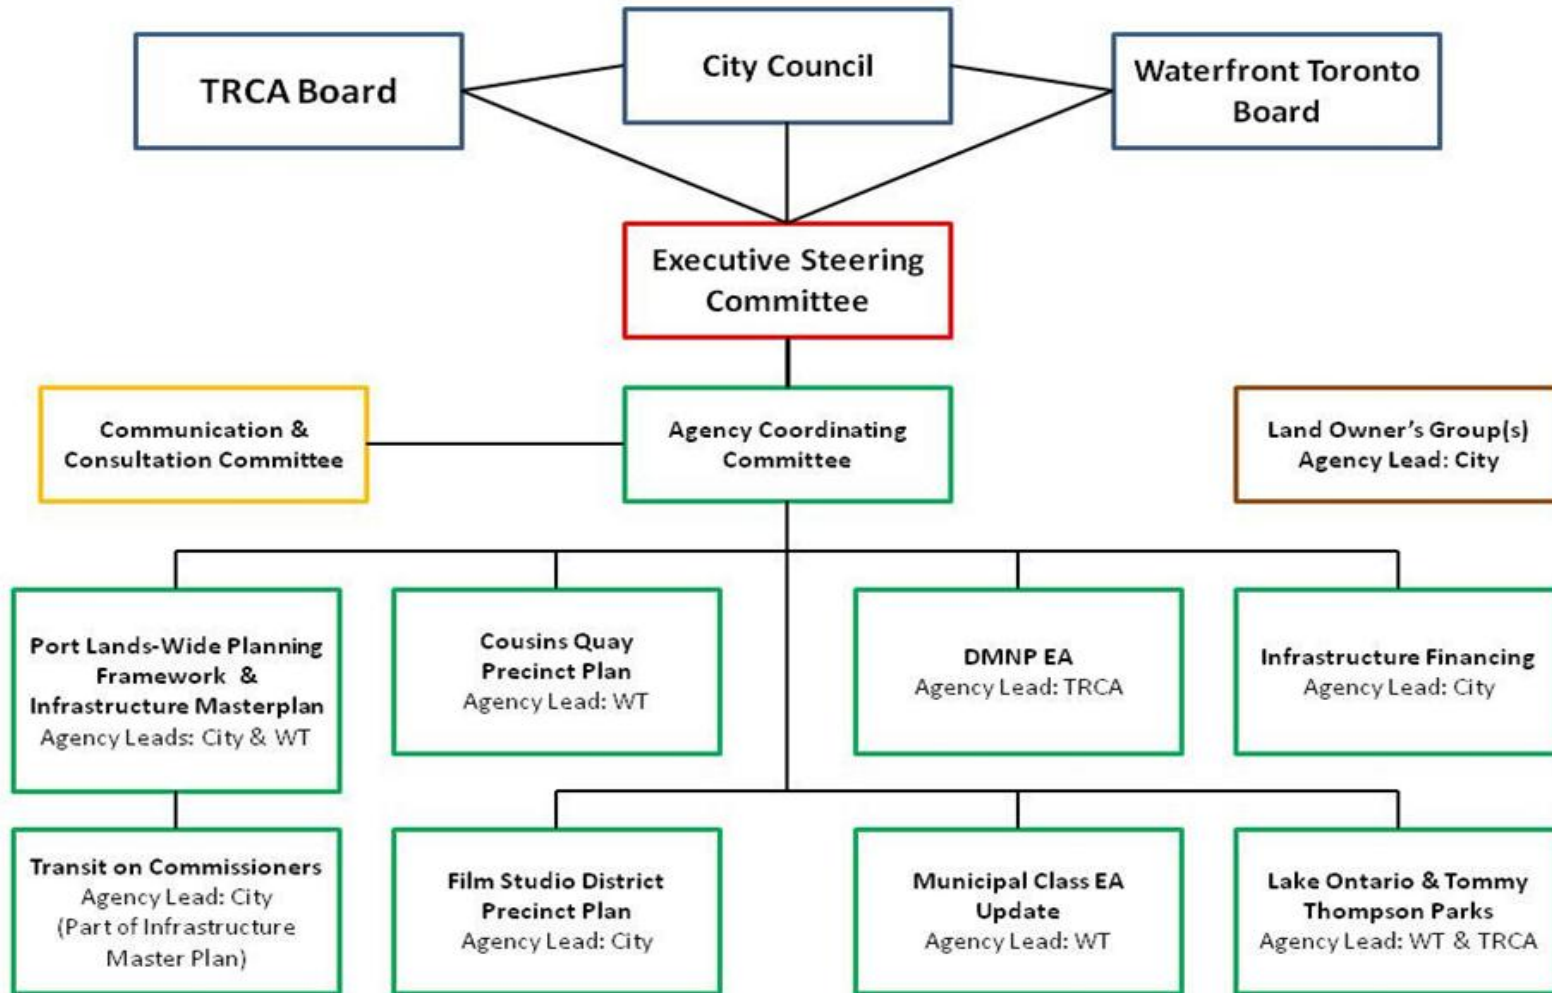 TRCA Board
City Council
Waterfront Toronto
Board
Executive Steering
Committee
Communication &
Consultation Committee
Agency Coordinating
Committee
Land Owner's Group(s)
Agency Lead: City
Port Lands-Wide Planning
Framework &
Infrastructure Masterplan
Agency Leads: City & WT
Cousins Quay
Precinct Plan
Agency Lead: WT
DMNP EA
Agency Lead: TRCA
Infrastructure Financing
Agency Lead: City
Transit on Commissioners
Agency Lead: City
(Part of Infrastructure
Master Plan)
Film Studio District
Precinct Plan
Agency Lead: City
Municipal Class EA
Update
Agency Lead: WT
Lake Ontario & Tommy
Thompson Parks
Agency Lead: WT & TRCA